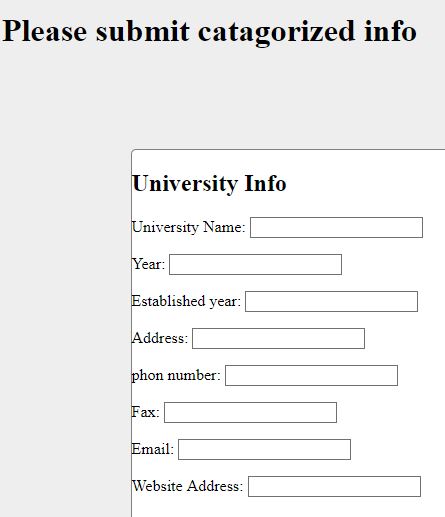 Please submit catagorized info
University Info
University Name:
Year:
Established year:
Address:
phon number:
Fax:
Email:
Website Address: